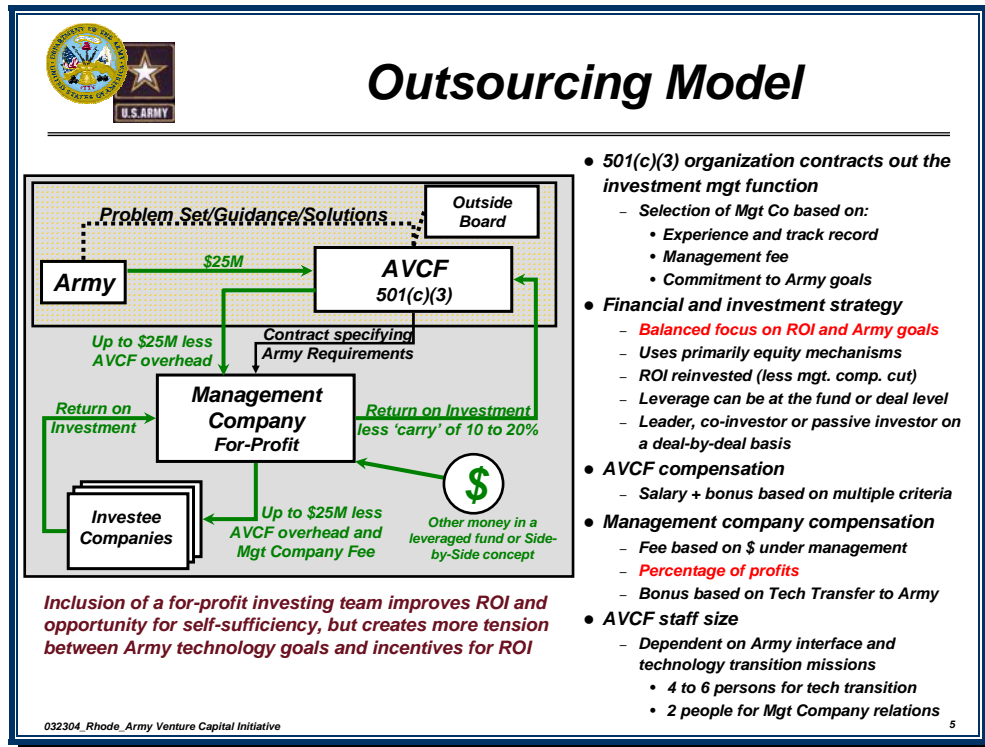 DEPARTMENT OF THE ARMY
UNITED STATES OF AMERICA
U.S.ARMY
Outsourcing Model
Problem Set/Guidance/Solutions
Outside
Board
Army
$25M
AVCF
501(c)(3)
Up to $25M less
AVCF overhead
Contract specifying
Army Requirements
Management
Company
For-Profit
Return on
Investment
Return on Investment
less ‘carry’ of 10 to 20%
$
Investee
Companies
Up to $25M less
AVCF overhead and
Mgt Company Fee
Other money in a
leveraged fund or Side-
by-Side concept
Inclusion of a for-profit investing team improves ROI and
opportunity for self-sufficiency, but creates more tension
between Army technology goals and incentives for ROI
● 501(c)(3) organization contracts out the
investment mgt function
– Selection of Mgt Co based on:
• Experience and track record
• Management fee
• Commitment to Army goals
● Financial and investment strategy
– Balanced focus on ROI and Army goals
– Uses primarily equity mechanisms
– ROI reinvested (less mgt. comp. cut)
– Leverage can be at the fund or deal level
– Leader, co-investor or passive investor on
a deal-by-deal basis
● AVCF compensation
– Salary + bonus based on multiple criteria
● Management company compensation
– Fee based on $ under management
– Percentage of profits
– Bonus based on Tech Transfer to Army
● AVCF staff size
– Dependent on Army interface and
technology transition missions
• 4 to 6 persons for tech transition
• 2 people for Mgt Company relations
032304_Rhode_Army Venture Capital Initiative
5